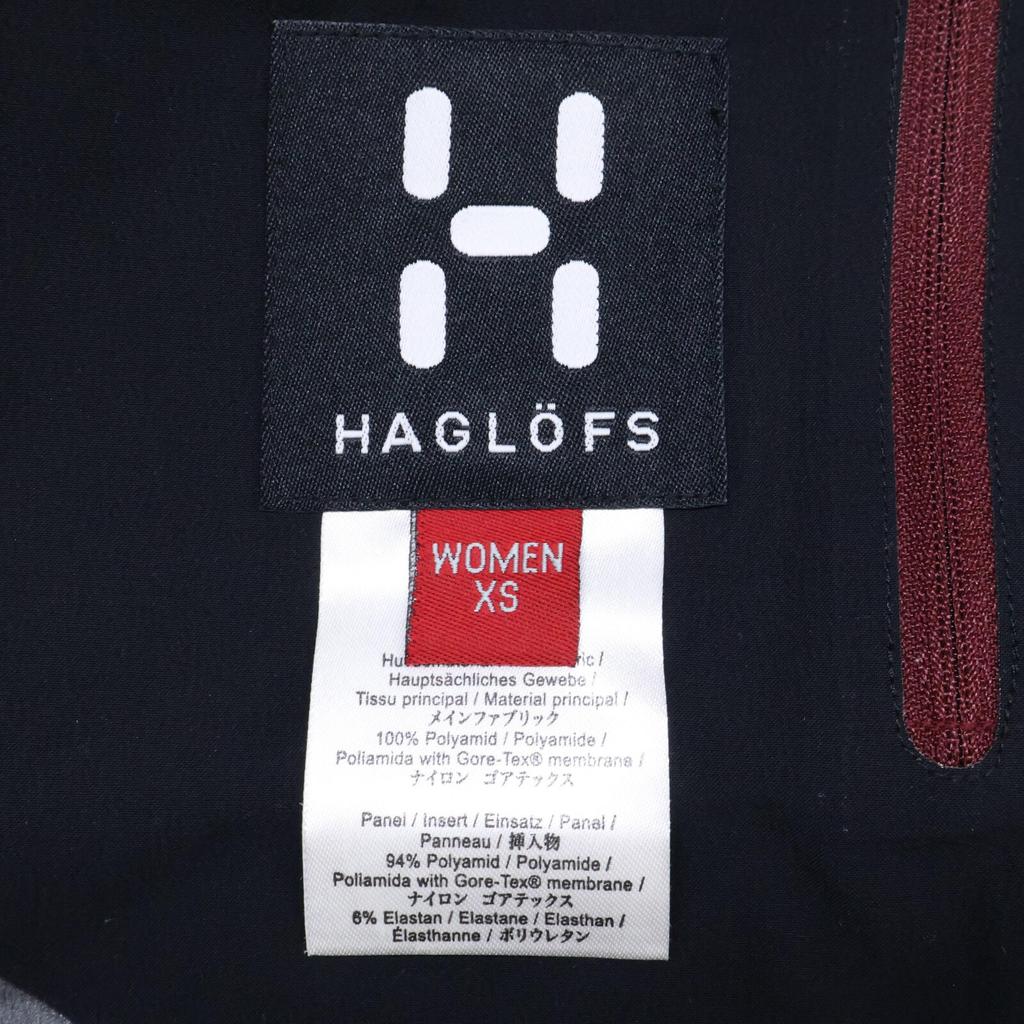 HAGLÖFS
WOMEN
XS
/
Hauptsächliches Gewebe /
Tissu principal / Material principal /
メインファブリック
100% Polyamid / Polyamide /
Poliamida with Gore-Tex® membrane /
ナイロン ゴアテックス
Panel / Insert / Einsatz / Panal /
Panneau / 挿入物
94% Polyamid / Polyamide /
Poliamida with Gore-Tex® membrane /
ナイロン ゴアテックス
6% Elastan / Elastane / Elasthan /
Élasthanne / ポリウレタン